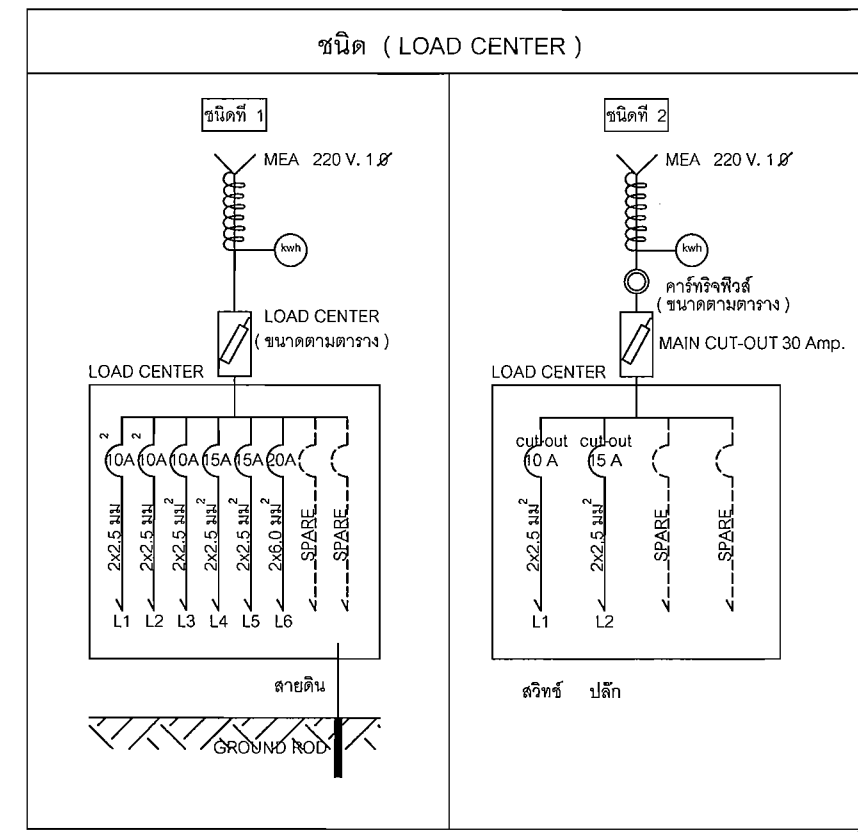 ชนิด ( LOAD CENTER )
ชนิดที่ 1
MEA 220 V. 1 Ø
kwh
LOAD CENTER
( ขนาดตามตาราง )
LOAD CENTER
10A 10A 10A 15A 15A 20A
2x2.5 มม²
2x2.5 มม²
2x2.5 มม²
2x2.5 มม²
2x2.5 มม²
2x6.0 มม²
SPARE
SPARE
L1 L2 L3 L4 L5 L6
สายดิน
GROUND ROD
ชนิดที่ 2
MEA 220 V. 1 Ø
kwh
คาร์ทริจฟิวส์
( ขนาดตามตาราง )
MAIN CUT-OUT 30 Amp.
LOAD CENTER
cut-out cut-out
10 A 15 A
2x2.5 มม²
2x2.5 มม²
SPARE
SPARE
L1 L2
สวิทช์ ปลั๊ก